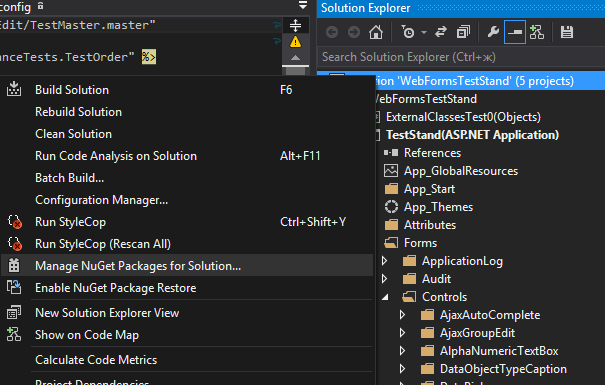 config
Edit/TestMaster.master"
anceTests.TestOrder" %>
Build Solution F6
Rebuild Solution
Clean Solution
Run Code Analysis on Solution Alt+F11
Batch Build...
Configuration Manager...
Run StyleCop Ctrl+Shift+Y
Run StyleCop (Rescan All)
Manage NuGet Packages for Solution...
Enable NuGet Package Restore
New Solution Explorer View
Show on Code Map
Calculate Code Metrics
Project Dependencies...
Solution Explorer
Search Solution Explorer (Ctrl+ж)
ion 'WebFormsTestStand' (5 projects)
WebFormsTestStand
ExternalClassesTest0(Objects)
TestStand(ASP.NET Application)
References
App_GlobalResources
App_Start
App_Themes
Attributes
Forms
ApplicationLog
Audit
Controls
AjaxAutoComplete
AjaxGroupEdit
AlphaNumericTextBox
DataObjectTypeCaption